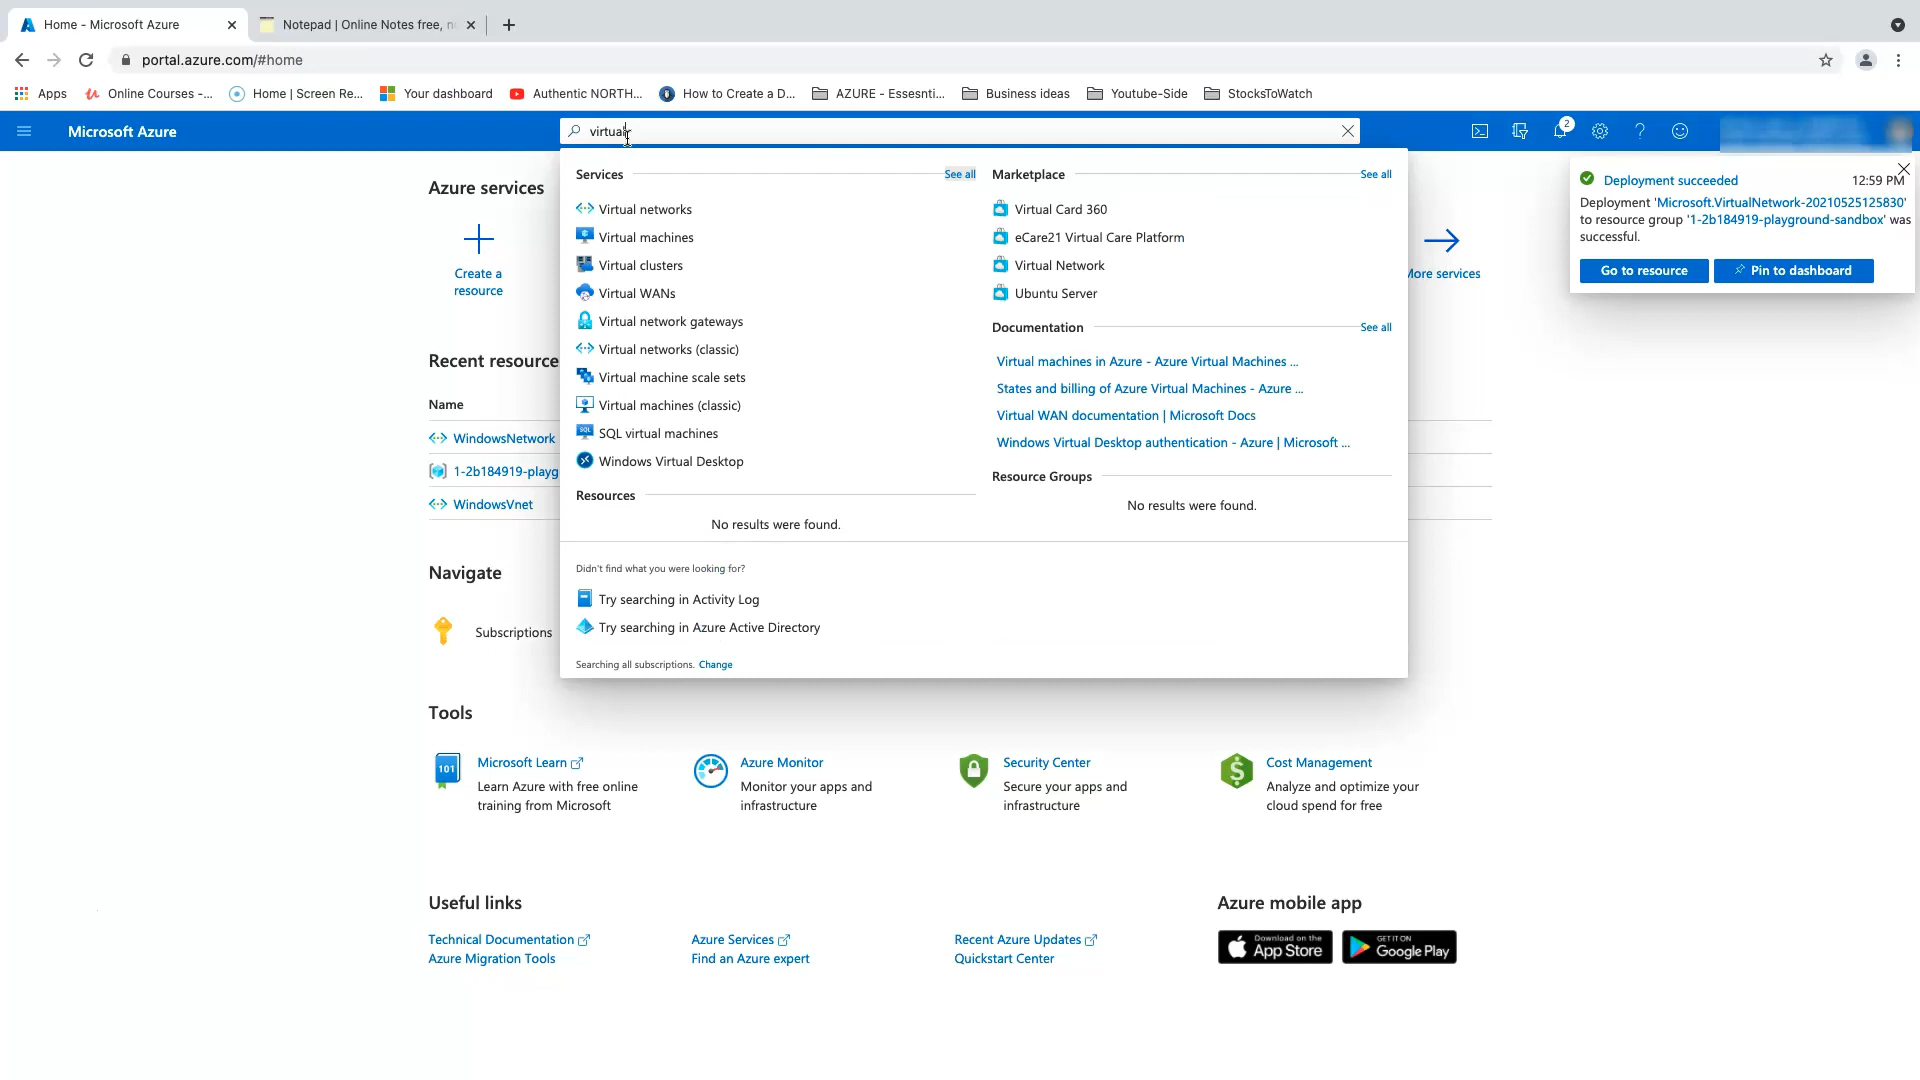 Home - Microsoft Azure
Notepad | Online Notes free, n
portal.azure.com/#home
Apps
Online Courses -...
Home | Screen Re...
Your dashboard
Authentic NORTH...
How to Create a D...
AZURE - Essesnti...
Business ideas
Youtube-Side
StocksToWatch
Microsoft Azure
virtual
2
Services
See all
Virtual networks
Virtual machines
Virtual clusters
Virtual WANs
Virtual network gateways
Virtual networks (classic)
Virtual machine scale sets
Virtual machines (classic)
SQL virtual machines
Windows Virtual Desktop
Resources
No results were found.
Marketplace
See all
Virtual Card 360
eCare21 Virtual Care Platform
Virtual Network
Ubuntu Server
Documentation
See all
Virtual machines in Azure - Azure Virtual Machines ...
States and billing of Azure Virtual Machines - Azure ...
Virtual WAN documentation | Microsoft Docs
Windows Virtual Desktop authentication - Azure | Microsoft ...
Resource Groups
No results were found.
Didn't find what you were looking for?
Try searching in Activity Log
Try searching in Azure Active Directory
Searching all subscriptions. Change
Deployment succeeded
12:59 PM
Deployment 'Microsoft.VirtualNetwork-20210525125830'
to resource group '1-2b184919-playground-sandbox' was
successful.
Go to resource
Pin to dashboard
Azure services
Create a
resource
More services
Recent resource
Name
WindowsNetwork
1-2b184919-playg
WindowsVnet
Navigate
Subscriptions
Tools
101
Microsoft Learn
Learn Azure with free online
training from Microsoft
Azure Monitor
Monitor your apps and
infrastructure
Security Center
Secure your apps and
infrastructure
Cost Management
Analyze and optimize your
cloud spend for free
Useful links
Technical Documentation
Azure Migration Tools
Azure Services
Find an Azure expert
Recent Azure Updates
Quickstart Center
Azure mobile app
Download on the
App Store
GET IT ON
Google Play